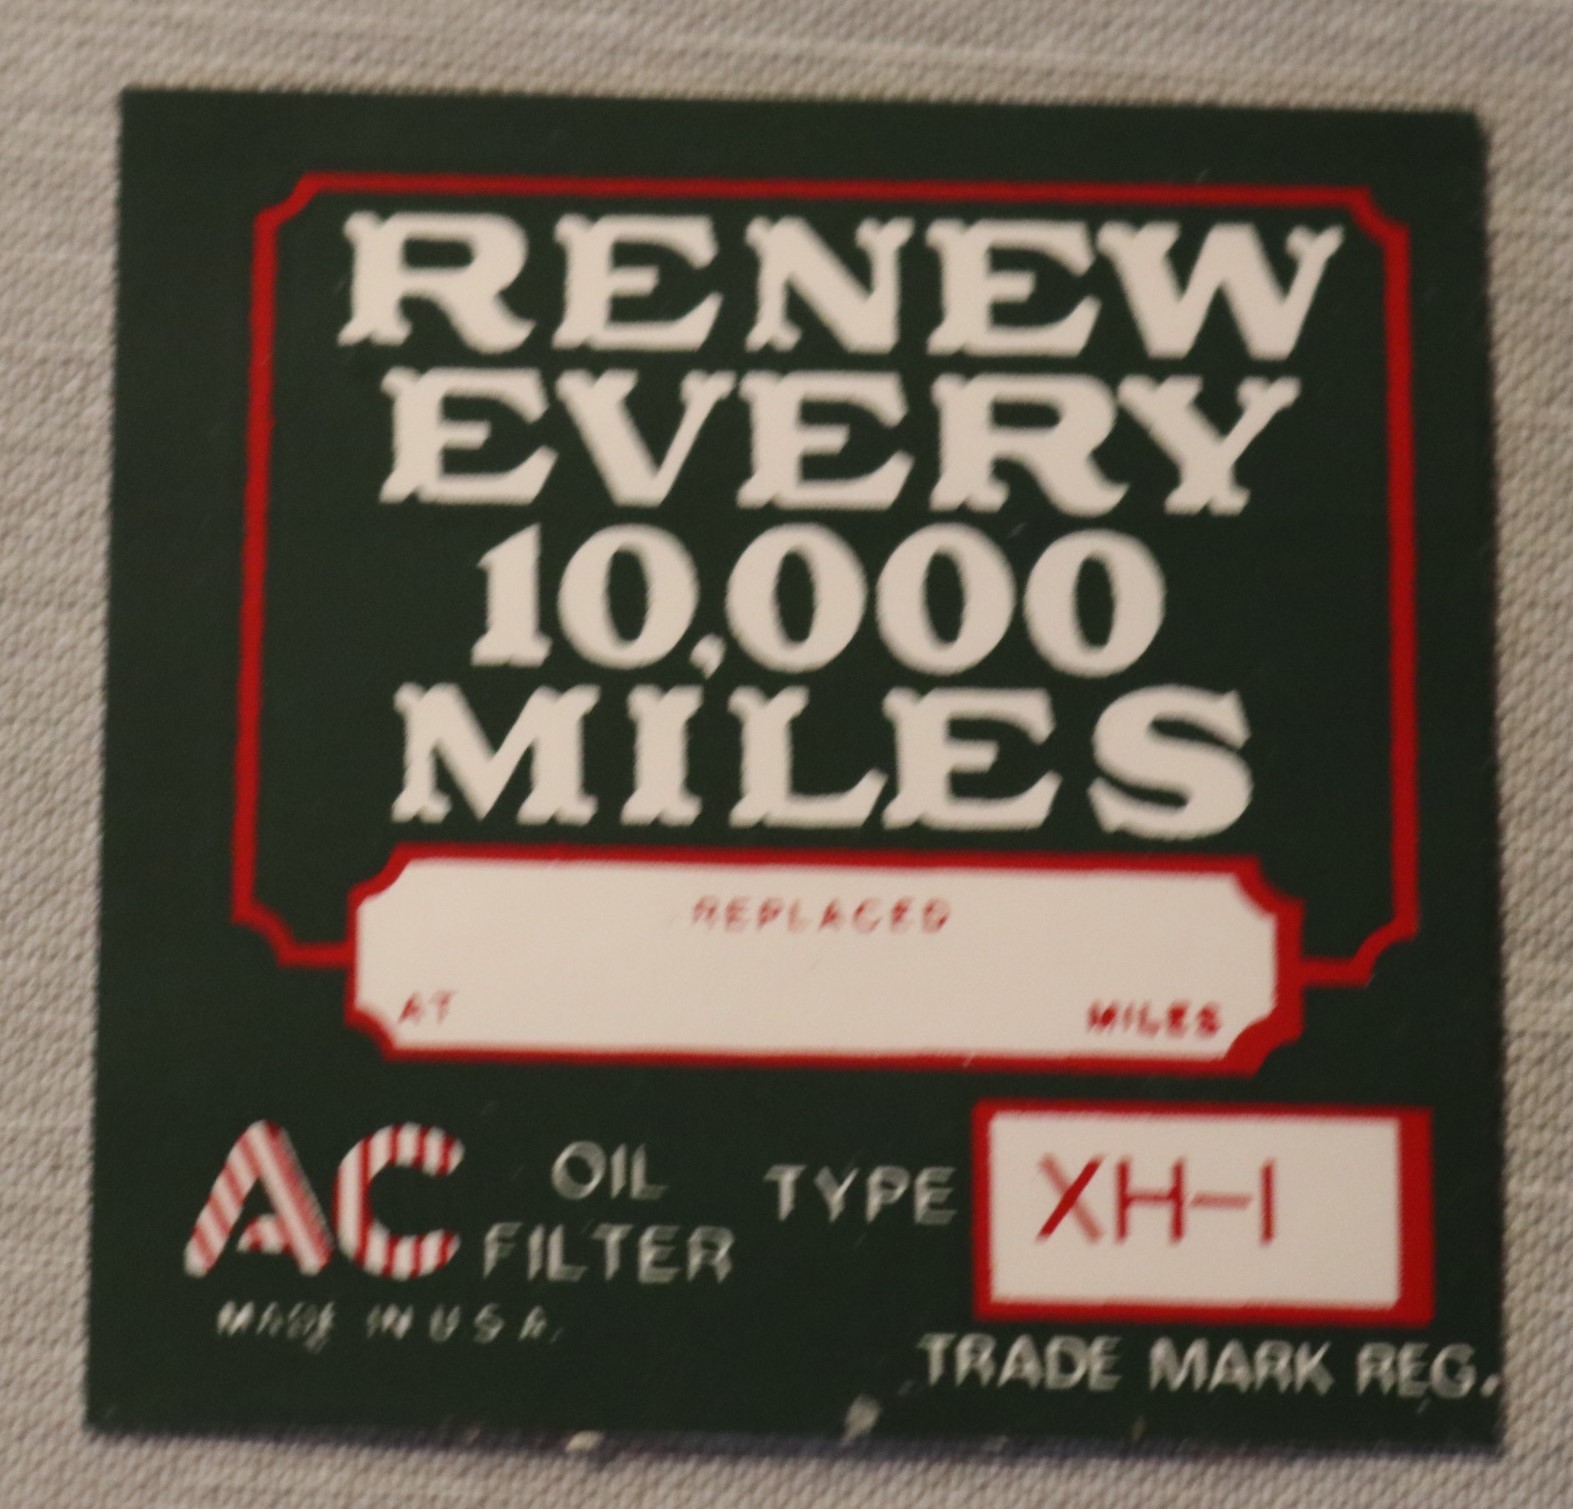 RENEW
EVERY
10,000
MILES
REPLACED
AT MILES
AC OIL FILTER TYPE XH-1
MADE IN U.S.A.
TRADE MARK REG.